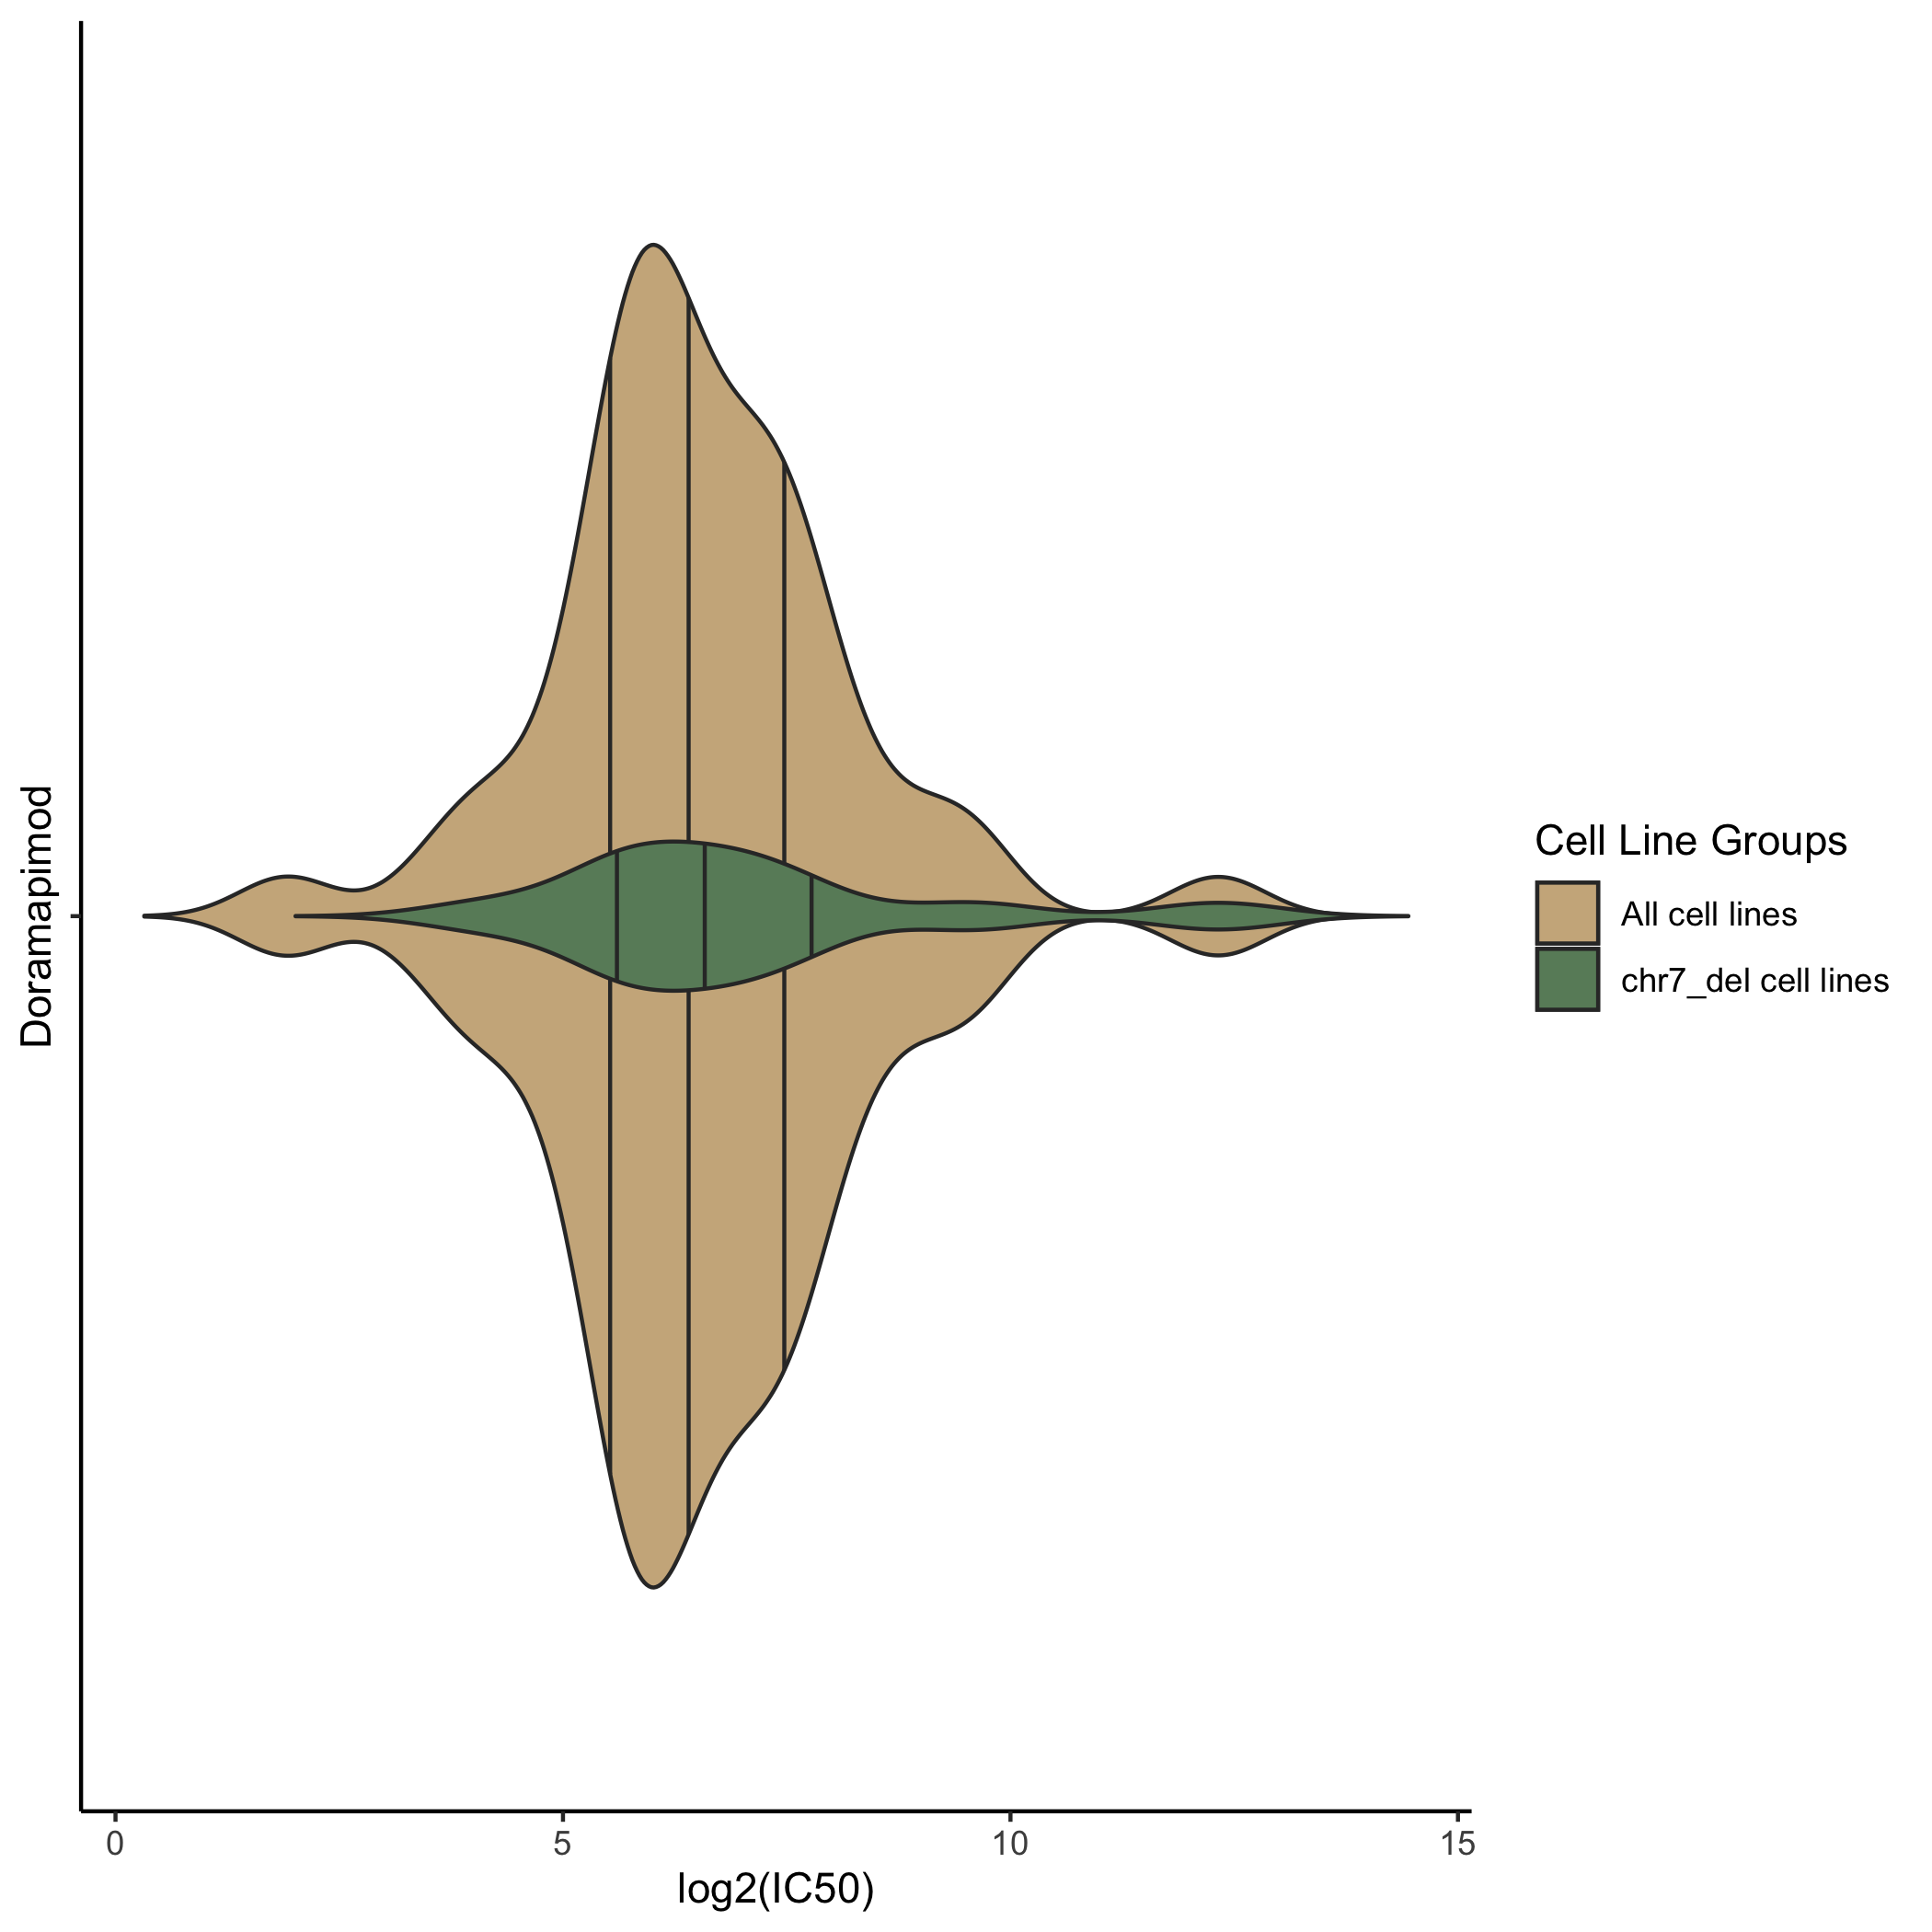 Doramapimod
0
5
10
15
log2(IC50)
Cell Line Groups
All cell lines
chr7_del cell lines